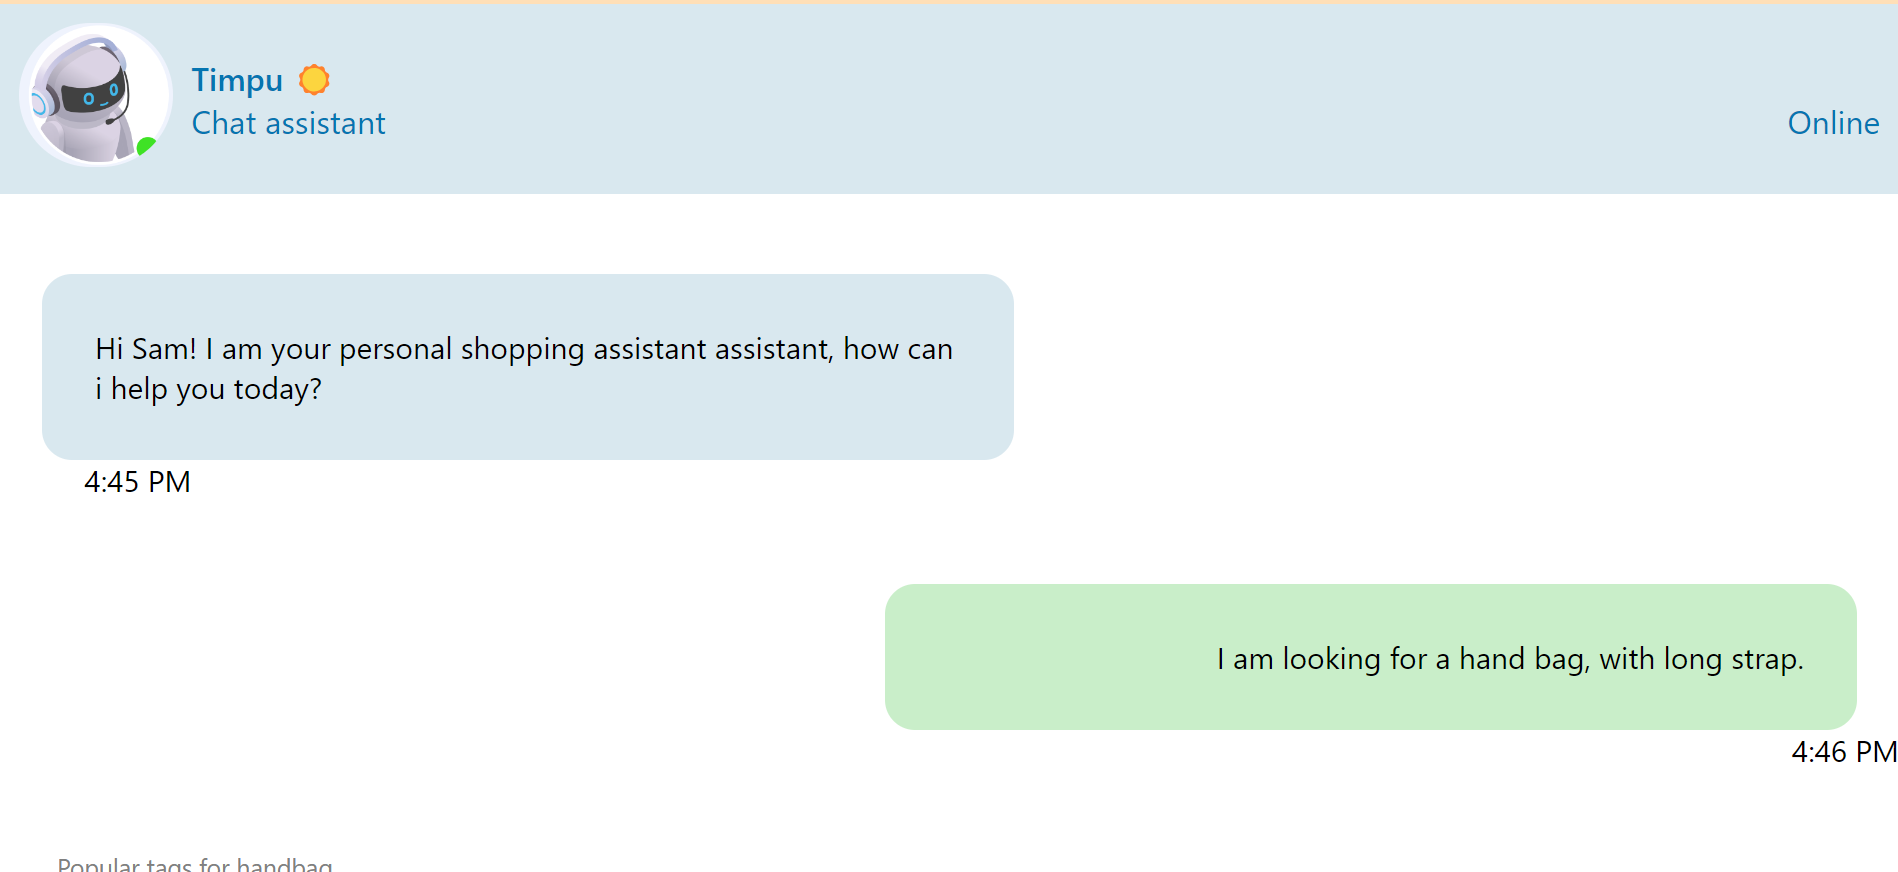 Timpu
Chat assistant
Online
Hi Sam! I am your personal shopping assistant assistant, how can
i help you today?
4:45 PM
I am looking for a hand bag, with long strap.
4:46 PM
Popular tags for handbag